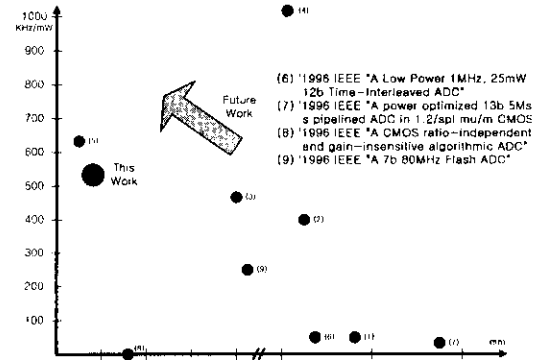 1000
KHz/mW
(4)
900
(6) '1996 IEEE "A Low Power 1MHz, 25mW
12b Time-Interleaved ADC"
800
(7) '1996 IEEE "A power optimized 13b 5Ms
s pipelined ADC in 1.2/spl mu/m CMOS
Future
Work
700
(8) '1996 IEEE "A CMOS ratio-independent
and gain-insensitive algorithmic ADC"
(5)
(9) '1996 IEEE "A 7b 80MHz Flash ADC"
600
This
Work
500
(3)
400
(2)
300
(9)
200
100
(6)
(1)
(7)
(8)